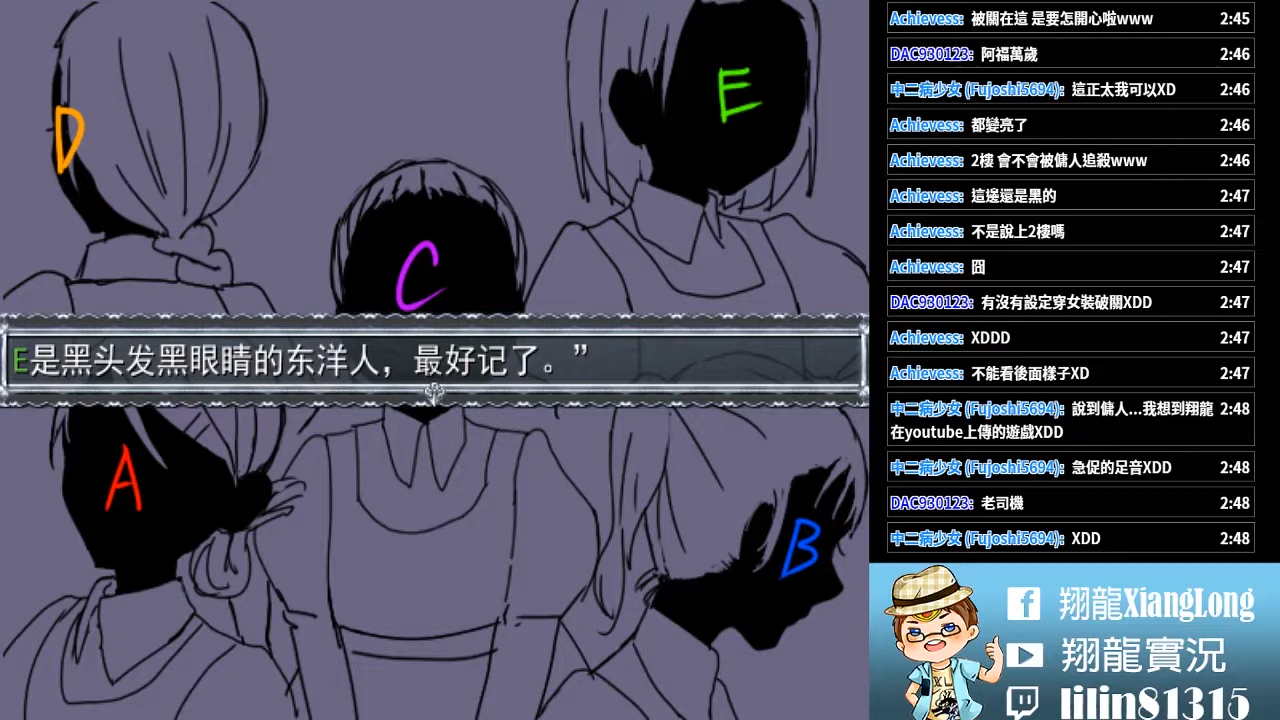 D
E
C
E是黑头发黑眼睛的东洋人，最好记了。”
A
B
Achievess: 被關在這 是要怎開心啦www 2:45
DAC930123: 阿福萬歲 2:46
中二病少女 (Fujoshi5694): 這正太我可以XD 2:46
Achievess: 都變亮了 2:46
Achievess: 2樓 會不會被傭人追殺www 2:46
Achievess: 這邊還是黑的 2:47
Achievess: 不是說上2樓嗎 2:47
Achievess: 囧 2:47
DAC930123: 有沒有設定穿女裝破關XDD 2:47
Achievess: XDDD 2:47
Achievess: 不能看後面樣子XD 2:47
中二病少女 (Fujoshi5694): 說到傭人...我想到翔龍 2:48
在youtube上傳的遊戲XDD
中二病少女 (Fujoshi5694): 急促的足音XDD 2:48
DAC930123: 老司機 2:48
中二病少女 (Fujoshi5694): XDD 2:48
翔龍XiangLong
翔龍實況
lilin81315